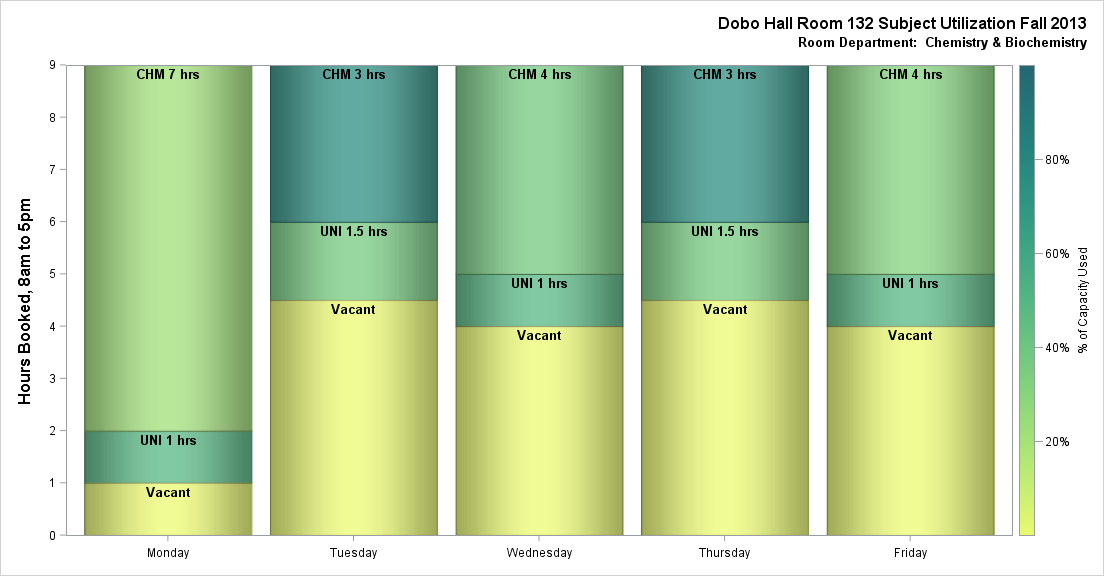 Dobo Hall Room 132 Subject Utilization Fall 2013
Room Department:  Chemistry & Biochemistry
Hours Booked, 8am to 5pm
9
8
7
6
5
4
3
2
1
0
CHM 7 hrs
UNI 1 hrs
Vacant
Monday
CHM 3 hrs
UNI 1.5 hrs
Vacant
Tuesday
CHM 4 hrs
UNI 1 hrs
Vacant
Wednesday
CHM 3 hrs
UNI 1.5 hrs
Vacant
Thursday
CHM 4 hrs
UNI 1 hrs
Vacant
Friday
80%
60%
40%
20%
% of Capacity Used